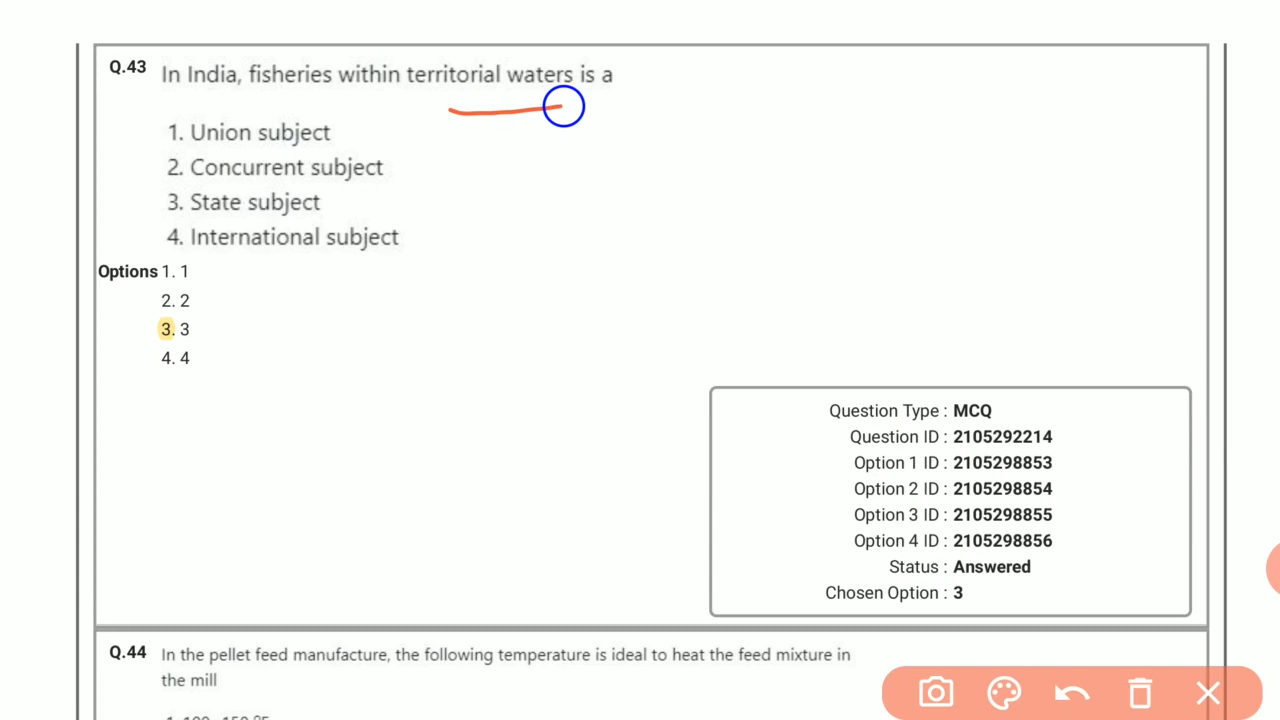 Q.43 In India, fisheries within territorial waters is a
1. Union subject
2. Concurrent subject
3. State subject
4. International subject
Options 1. 1
2. 2
3. 3
4. 4
Question Type : MCQ
Question ID : 2105292214
Option 1 ID : 2105298853
Option 2 ID : 2105298854
Option 3 ID : 2105298855
Option 4 ID : 2105298856
Status : Answered
Chosen Option : 3
Q.44 In the pellet feed manufacture, the following temperature is ideal to heat the feed mixture in
the mill